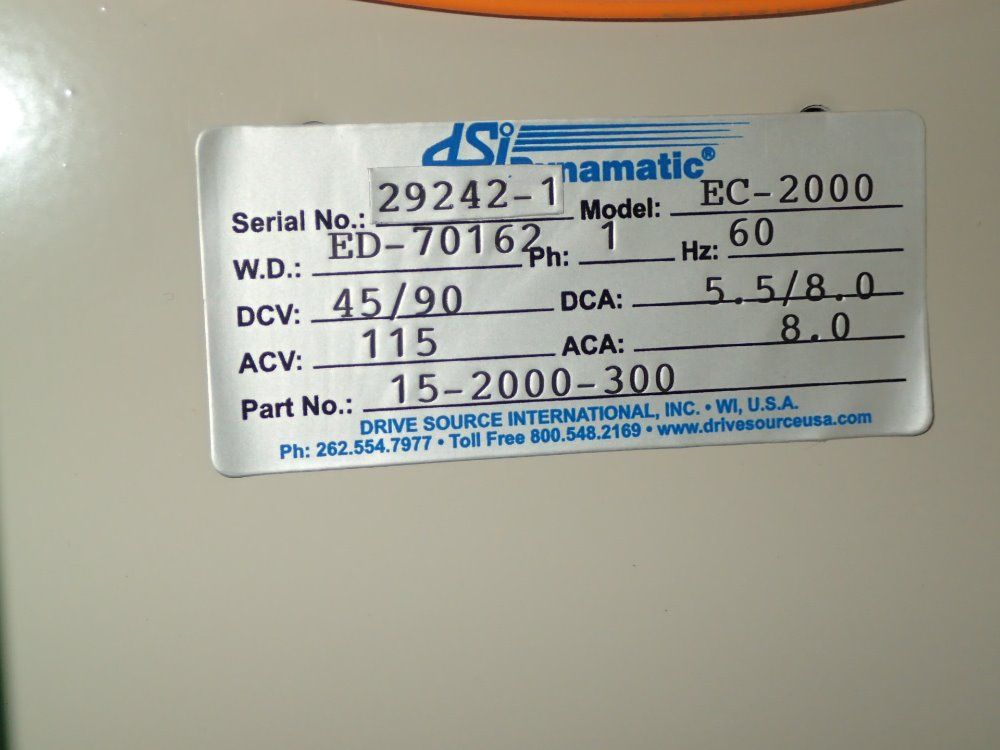 dSi
namatic®
Serial No.: 29242-1 Model: EC-2000
W.D.: ED-70162 Ph: 1 Hz: 60
DCV: 45/90 DCA: 5.5/8.0
ACV: 115 ACA: 8.0
Part No.: 15-2000-300
DRIVE SOURCE INTERNATIONAL, INC. • WI, U.S.A.
Ph: 262.554.7977 • Toll Free 800.548.2169 • www.drivesourceusa.com